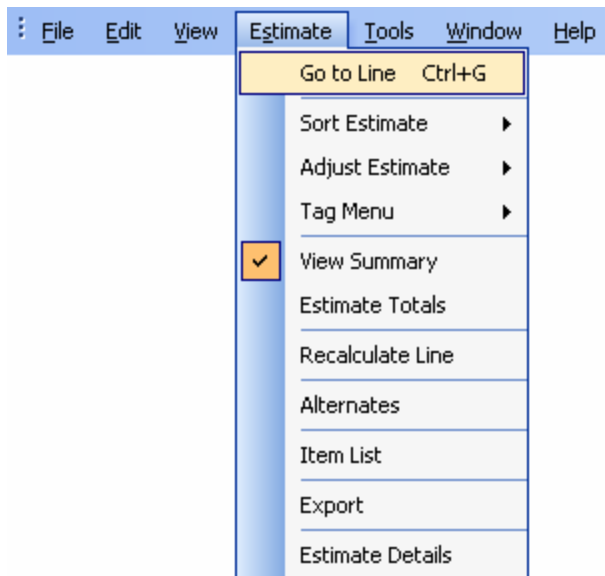 File Edit View Estimate Tools Window Help
Go to Line Ctrl+G
Sort Estimate
Adjust Estimate
Tag Menu
View Summary
Estimate Totals
Recalculate Line
Alternates
Item List
Export
Estimate Details